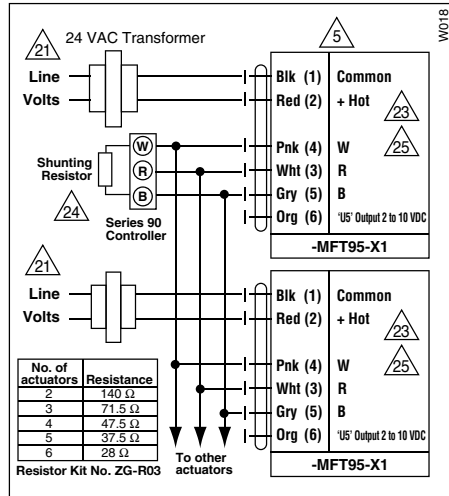 W018
21 24 VAC Transformer
5
Line
Volts
Blk (1) Common
Red (2) + Hot
23
25
Pnk (4) W
Wht (3) R
Gry (5) B
Org (6) 'U5' Output 2 to 10 VDC
-MFT95-X1
W
R
B
Shunting
Resistor
24
Series 90
Controller
21
Line
Volts
Blk (1) Common
Red (2) + Hot
23
25
Pnk (4) W
Wht (3) R
Gry (5) B
Org (6) 'U5' Output 2 to 10 VDC
-MFT95-X1
No. of
actuators Resistance
2 140 Ω
3 71.5 Ω
4 47.5 Ω
5 37.5 Ω
6 28 Ω
Resistor Kit No. ZG-R03
To other
actuators